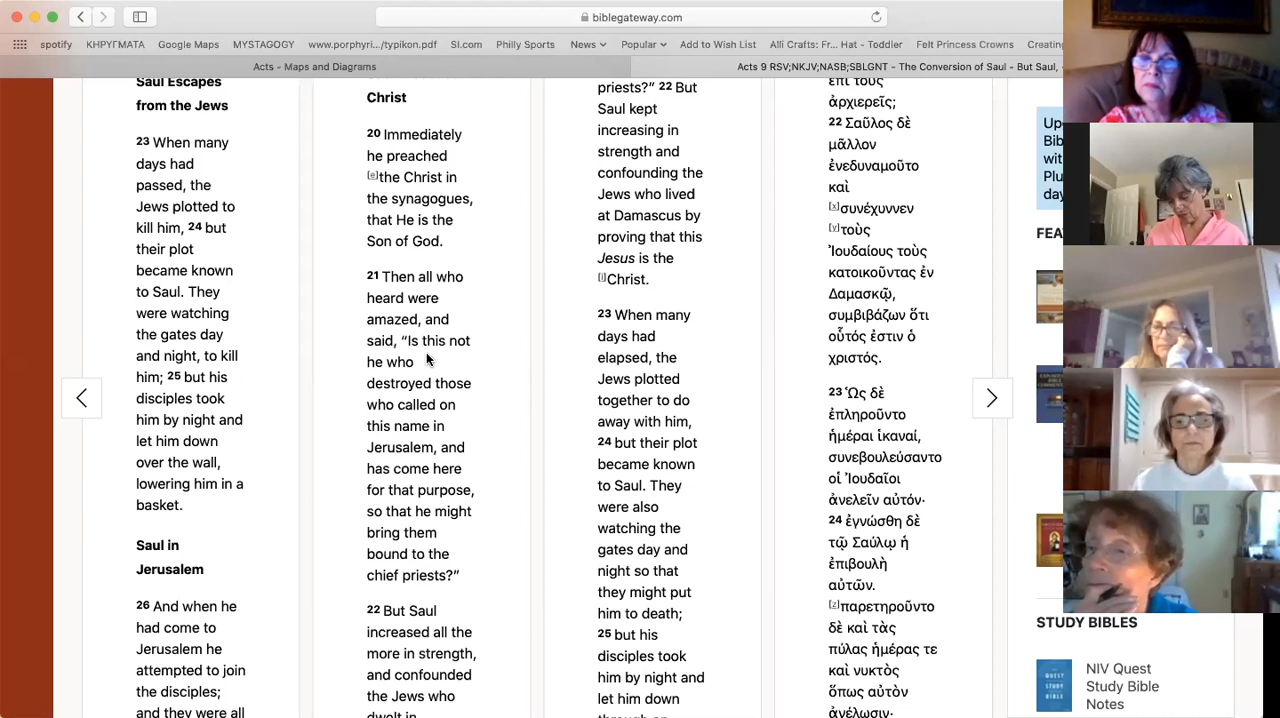 biblegateway.com
spotify
ΚΗΡΥΓΜΑΤΑ
Google Maps
MYSTAGOGY
www.porphyri.../typikon.pdf
SI.com
Philly Sports
News
Popular
Add to Wish List
Alli Crafts: Fr... Hat - Toddler
Felt Princess Crowns
Creating
Acts - Maps and Diagrams
Acts 9 RSV;NKJV;NASB;SBLGNT - The Conversion of Saul - But Saul,
Saul Escapes
from the Jews
23 When many
days had
passed, the
Jews plotted to
kill him, 24 but
their plot
became known
to Saul. They
were watching
the gates day
and night, to kill
him; 25 but his
disciples took
him by night and
let him down
over the wall,
lowering him in a
basket.
Saul in
Jerusalem
26 And when he
had come to
Jerusalem he
attempted to join
the disciples;
and they were all
Christ
20 Immediately
he preached
[e]the Christ in
the synagogues,
that He is the
Son of God.
21 Then all who
heard were
amazed, and
said, “Is this not
he who
destroyed those
who called on
this name in
Jerusalem, and
has come here
for that purpose,
so that he might
bring them
bound to the
chief priests?”
22 But Saul
increased all the
more in strength,
and confounded
the Jews who
dwelt in
priests?” 22 But
Saul kept
increasing in
strength and
confounding the
Jews who lived
at Damascus by
proving that this
Jesus is the
[j]Christ.
23 When many
days had
elapsed, the
Jews plotted
together to do
away with him,
24 but their plot
became known
to Saul. They
were also
watching the
gates day and
night so that
they might put
him to death;
25 but his
disciples took
him by night and
let him down
through an
ἐπὶ τοὺς
ἀρχιερεῖς;
22 Σαῦλος δὲ
μᾶλλον
ἐνεδυναμοῦτο
καὶ
[x]συνέχυννεν
[y]τοὺς
Ἰουδαίους τοὺς
κατοικοῦντας ἐν
Δαμασκῷ,
συμβιβάζων ὅτι
οὗτός ἐστιν ὁ
χριστός.
23 Ὡς δὲ
ἐπληροῦντο
ἡμέραι ἱκαναί,
συνεβουλεύσαντο
οἱ Ἰουδαῖοι
ἀνελεῖν αὐτόν·
24 ἐγνώσθη δὲ
τῷ Σαύλῳ ἡ
ἐπιβουλὴ
αὐτῶν.
[z]παρετηροῦντο
δὲ καὶ τὰς
πύλας ἡμέρας τε
καὶ νυκτὸς
ὅπως αὐτὸν
ἀνέλωσιν·
Up
Bib
wit
Plu
day
FEA
STUDY BIBLES
NIV Quest
Study Bible
Notes